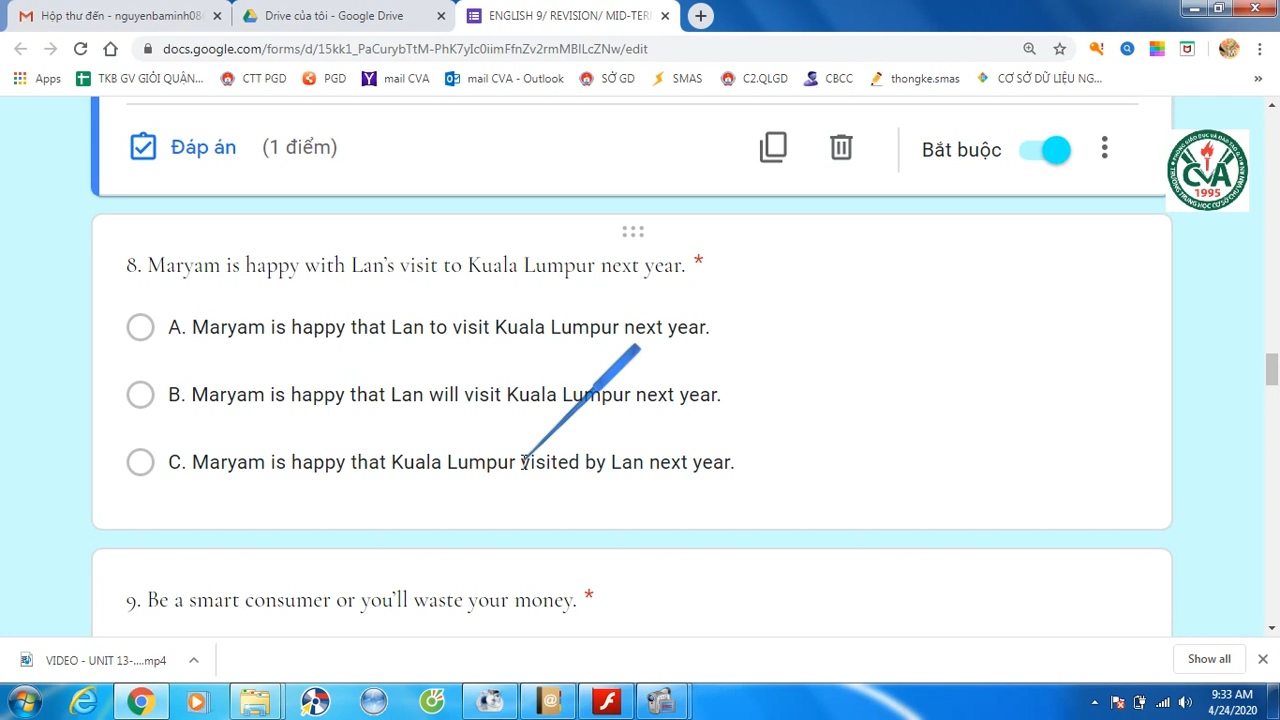 Hộp thư đến - nguyenbaminh08
Drive của tôi - Google Drive
ENGLISH 9/ REVISION/ MID-TER
docs.google.com/forms/d/15kk1_PaCurybTtM-PhK7yIcDInFfnZv2rmMBlLcZNw/edit
Apps
TKB GV GIỎI QUẬN...
CTT PGD
PGD
mail CVA
mail CVA - Outlook
SỞ GD
SMAS
C2.QLGD
CBCC
thongke.smas
CƠ SỞ DỮ LIỆU NG...
»
Đáp án (1 điểm)
Bắt buộc
CVA
1995
8. Maryam is happy with Lan's visit to Kuala Lumpur next year. *
A. Maryam is happy that Lan to visit Kuala Lumpur next year.
B. Maryam is happy that Lan will visit Kuala Lumpur next year.
C. Maryam is happy that Kuala Lumpur visited by Lan next year.
9. Be a smart consumer or you'll waste your money. *
VIDEO - UNIT 13-....mp4
Show all
9:33 AM
4/24/2020